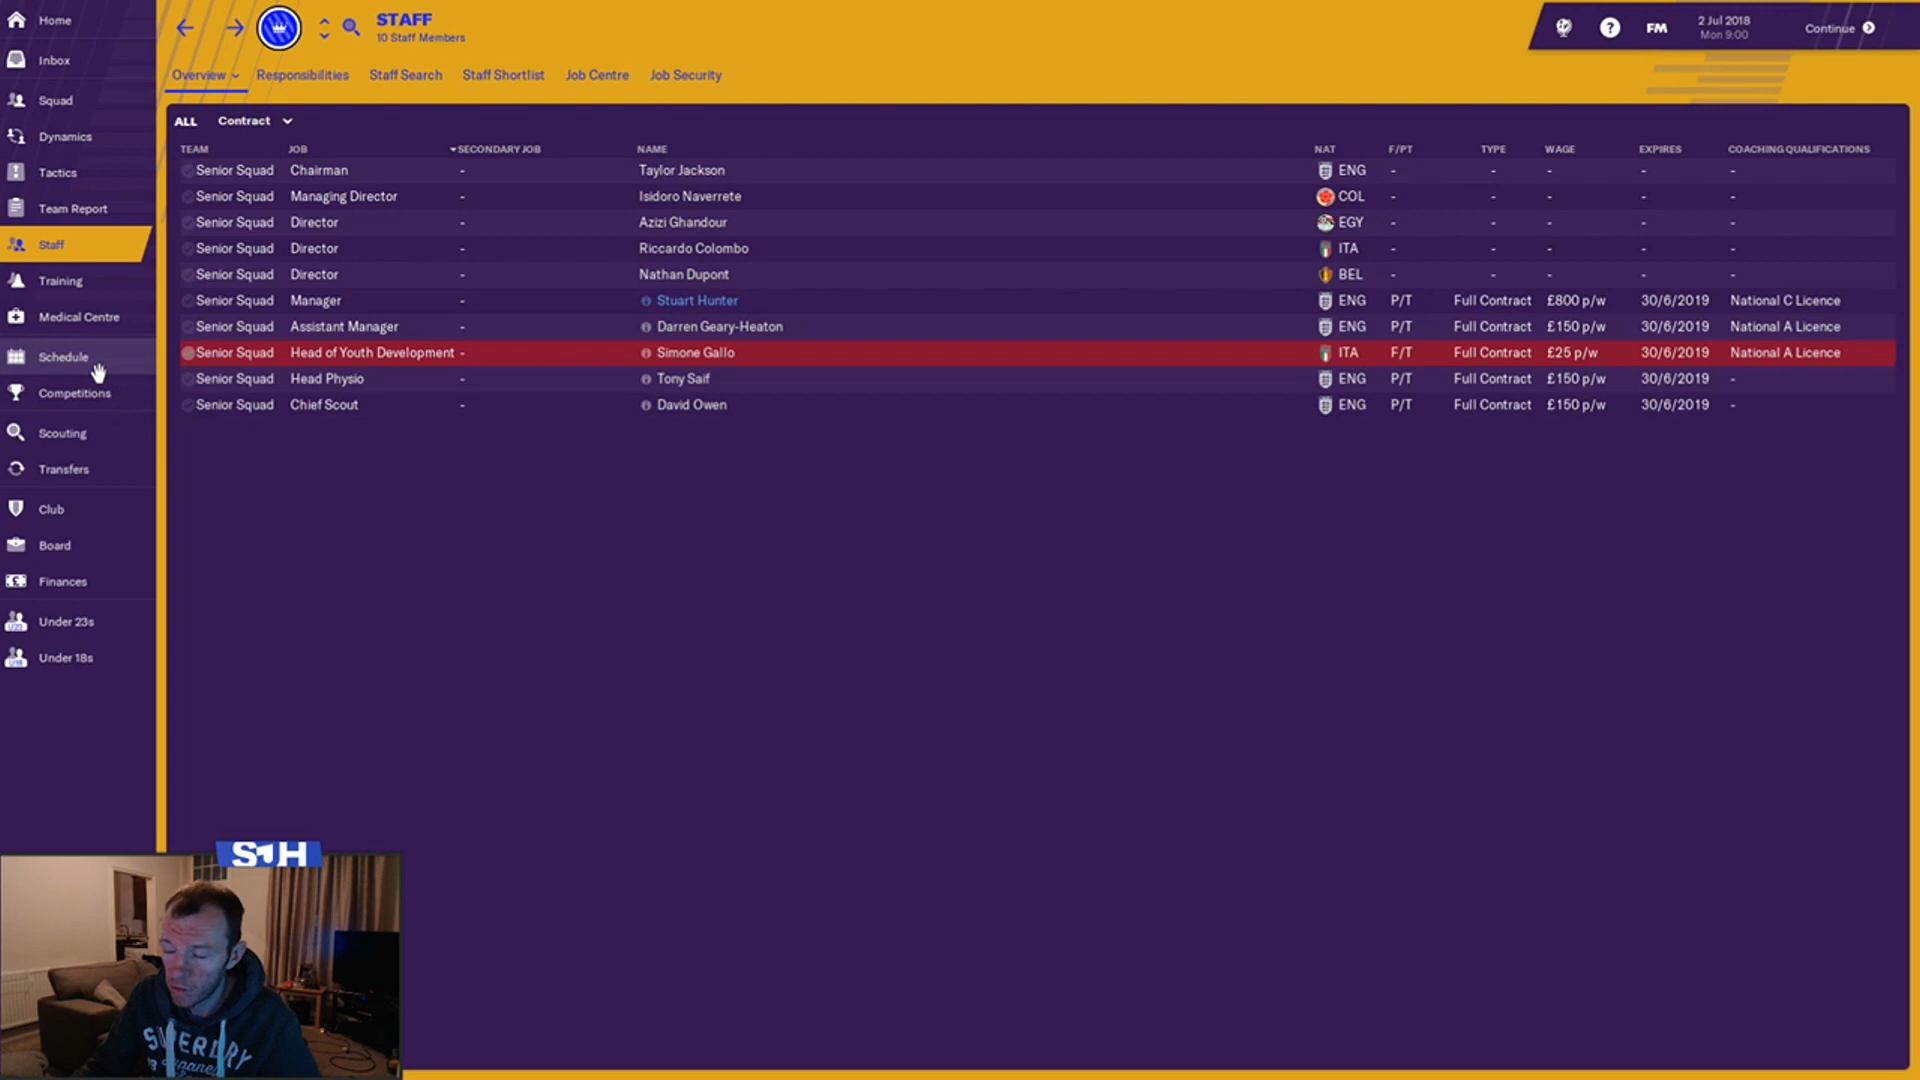 Home
Inbox
Squad
Dynamics
Tactics
Team Report
Staff
Training
Medical Centre
Schedule
Competitions
Scouting
Transfers
Club
Board
Finances
Under 23s
Under 18s
STAFF
10 Staff Members
FM
2 Jul 2018
Mon 9:00
Continue
Overview Responsibilities Staff Search Staff Shortlist Job Centre Job Security
ALL Contract
TEAM JOB SECONDARY JOB NAME NAT F/PT TYPE WAGE EXPIRES COACHING QUALIFICATIONS
Senior Squad Chairman - Taylor Jackson ENG - - - - -
Senior Squad Managing Director - Isidoro Naverrete COL - - - - -
Senior Squad Director - Azizi Ghandour EGY - - - - -
Senior Squad Director - Riccardo Colombo ITA - - - - -
Senior Squad Director - Nathan Dupont BEL - - - - -
Senior Squad Manager - Stuart Hunter ENG P/T Full Contract £800 p/w 30/6/2019 National C Licence
Senior Squad Assistant Manager - Darren Geary-Heaton ENG P/T Full Contract £150 p/w 30/6/2019 National A Licence
Senior Squad Head of Youth Development - Simone Gallo ITA F/T Full Contract £25 p/w 30/6/2019 National A Licence
Senior Squad Head Physio - Tony Saif ENG P/T Full Contract £150 p/w 30/6/2019 -
Senior Squad Chief Scout - David Owen ENG P/T Full Contract £150 p/w 30/6/2019 -
SJH
SUPERDRY